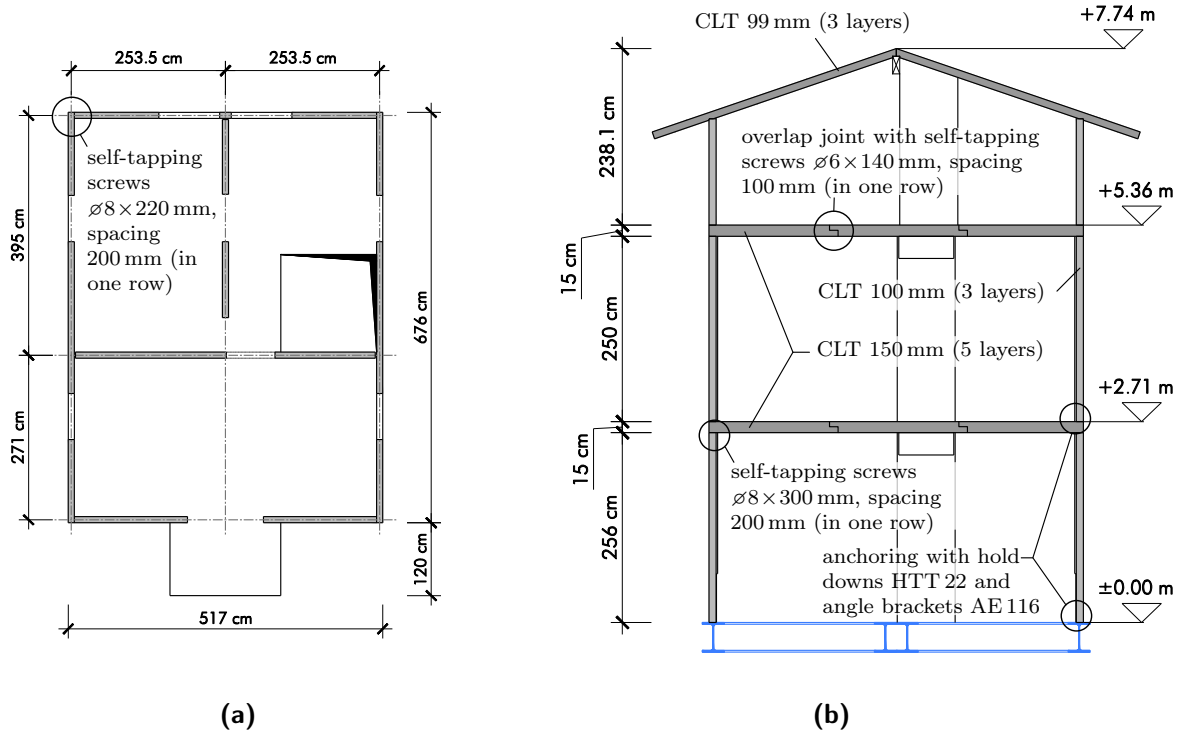 253.5 cm
253.5 cm
self-tapping
screws
⌀8×220 mm,
spacing
200 mm (in
one row)
395 cm
676 cm
271 cm
120 cm
517 cm
(a)
CLT 99 mm (3 layers)
+7.74 m
238.1 cm
overlap joint with self-tapping
screws ⌀6×140 mm, spacing
100 mm (in one row)
+5.36 m
15 cm
CLT 100 mm (3 layers)
250 cm
CLT 150 mm (5 layers)
+2.71 m
15 cm
self-tapping screws
⌀8×300 mm, spacing
200 mm (in one row)
256 cm
anchoring with hold
downs HTT 22 and
angle brackets AE 116
±0.00 m
(b)